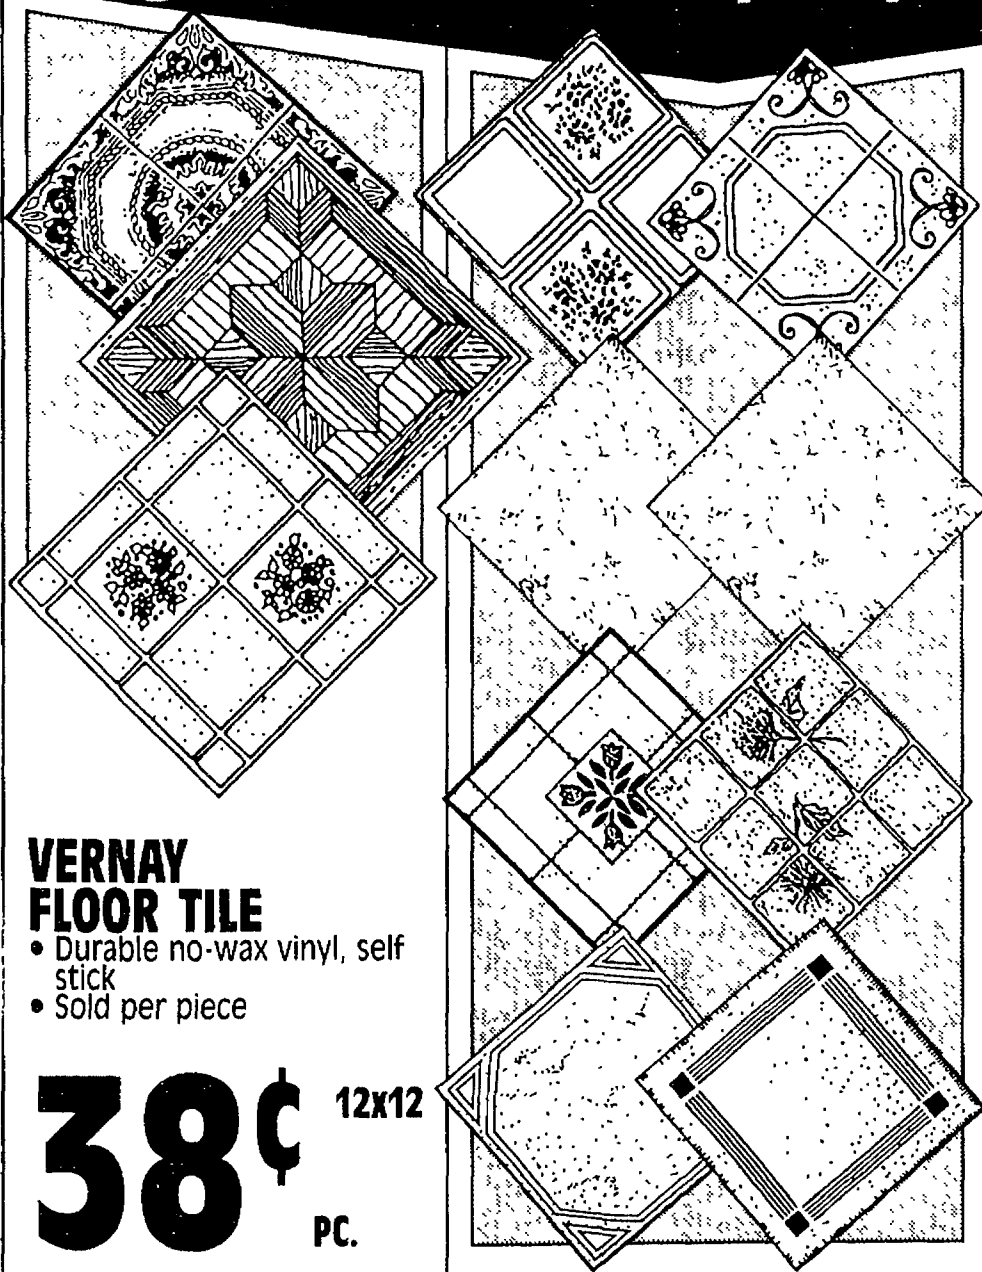 VERNAY
FLOOR TILE
• Durable no-wax vinyl, self
stick
• Sold per piece
38¢ 12x12
PC.